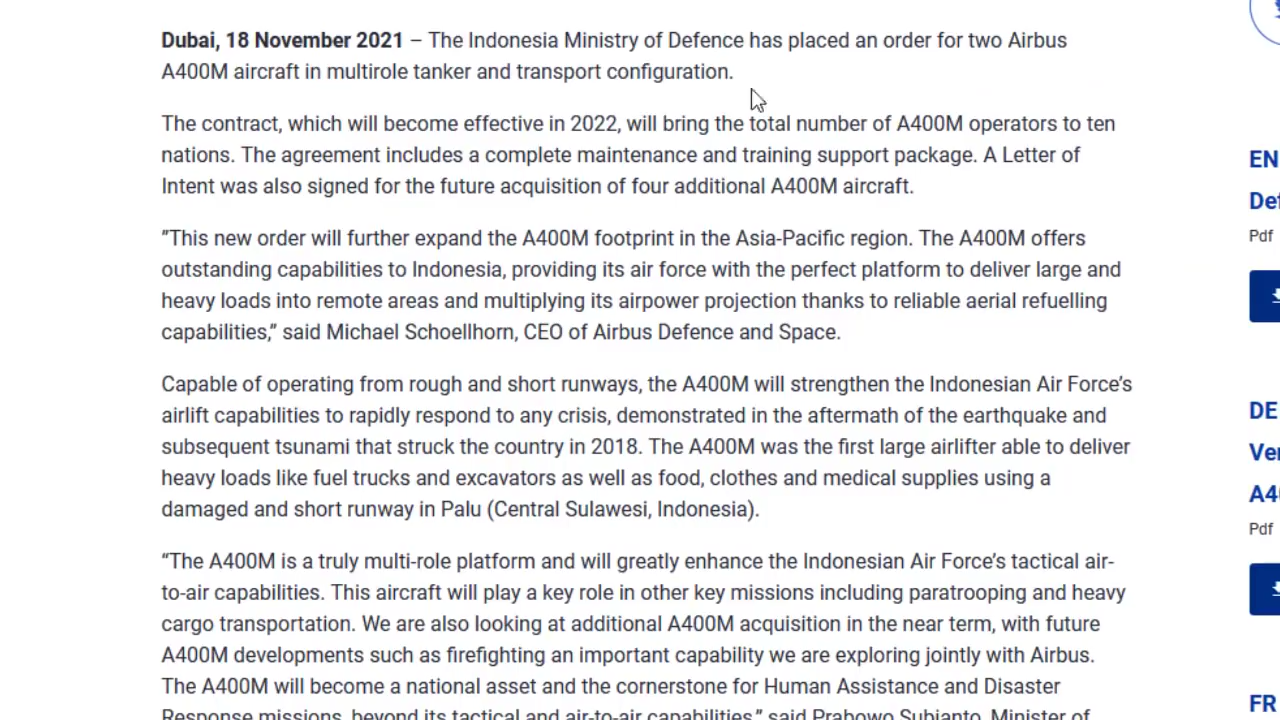 Dubai, 18 November 2021 – The Indonesia Ministry of Defence has placed an order for two Airbus
A400M aircraft in multirole tanker and transport configuration.
The contract, which will become effective in 2022, will bring the total number of A400M operators to ten
nations. The agreement includes a complete maintenance and training support package. A Letter of
Intent was also signed for the future acquisition of four additional A400M aircraft.
"This new order will further expand the A400M footprint in the Asia-Pacific region. The A400M offers
outstanding capabilities to Indonesia, providing its air force with the perfect platform to deliver large and
heavy loads into remote areas and multiplying its airpower projection thanks to reliable aerial refuelling
capabilities,” said Michael Schoellhorn, CEO of Airbus Defence and Space.
Capable of operating from rough and short runways, the A400M will strengthen the Indonesian Air Force’s
airlift capabilities to rapidly respond to any crisis, demonstrated in the aftermath of the earthquake and
subsequent tsunami that struck the country in 2018. The A400M was the first large airlifter able to deliver
heavy loads like fuel trucks and excavators as well as food, clothes and medical supplies using a
damaged and short runway in Palu (Central Sulawesi, Indonesia).
“The A400M is a truly multi-role platform and will greatly enhance the Indonesian Air Force’s tactical air-
to-air capabilities. This aircraft will play a key role in other key missions including paratrooping and heavy
cargo transportation. We are also looking at additional A400M acquisition in the near term, with future
A400M developments such as firefighting an important capability we are exploring jointly with Airbus.
The A400M will become a national asset and the cornerstone for Human Assistance and Disaster
Response missions, beyond its tactical and air-to-air capabilities,” said Prabowo Subianto, Minister of
EN
Pdf
DE
Pdf
FR